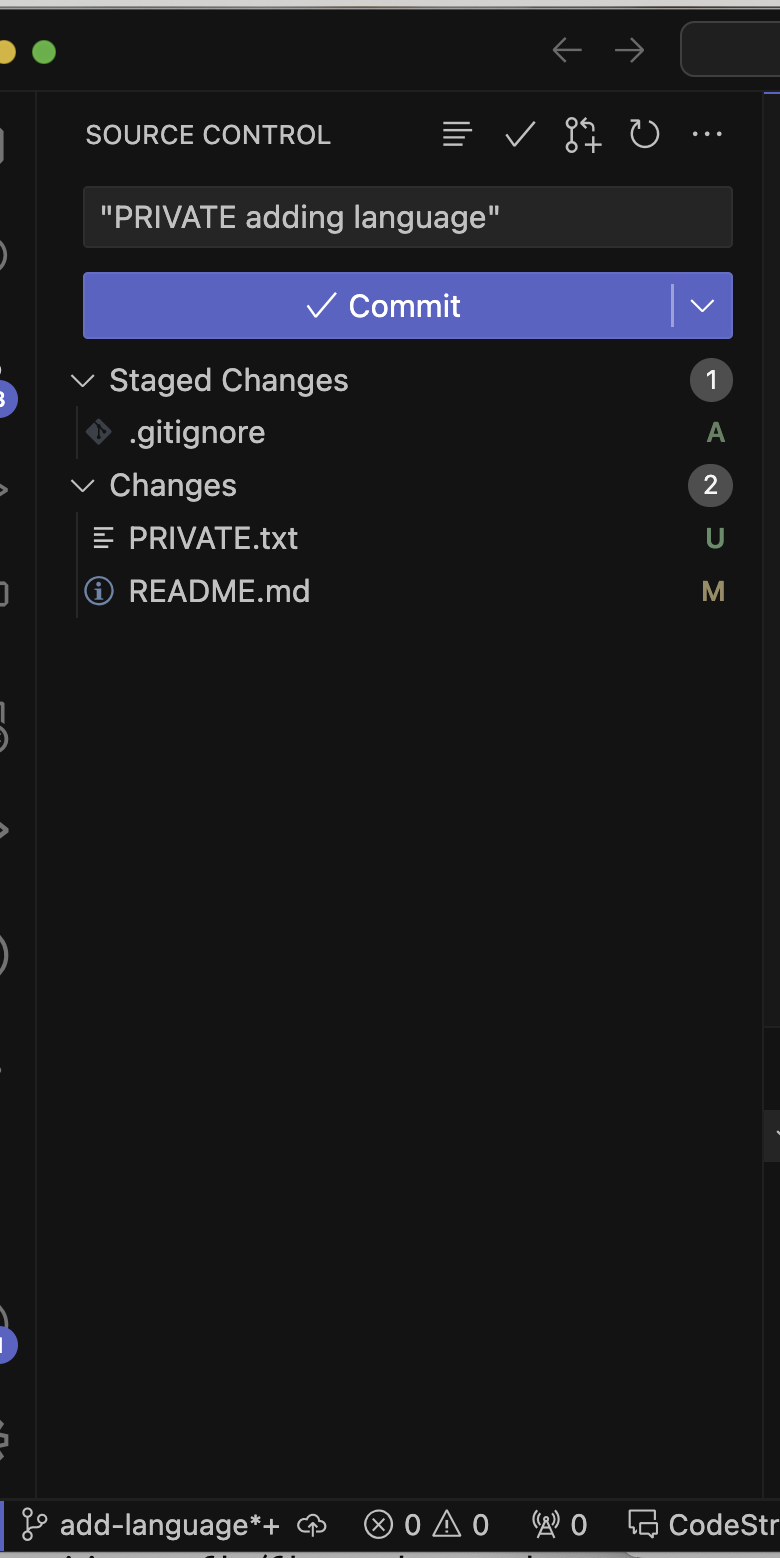 SOURCE CONTROL
"PRIVATE adding language"
Commit
Staged Changes 1
.gitignore A
Changes 2
PRIVATE.txt U
README.md M
add-language*+ 0 0 0 CodeStr